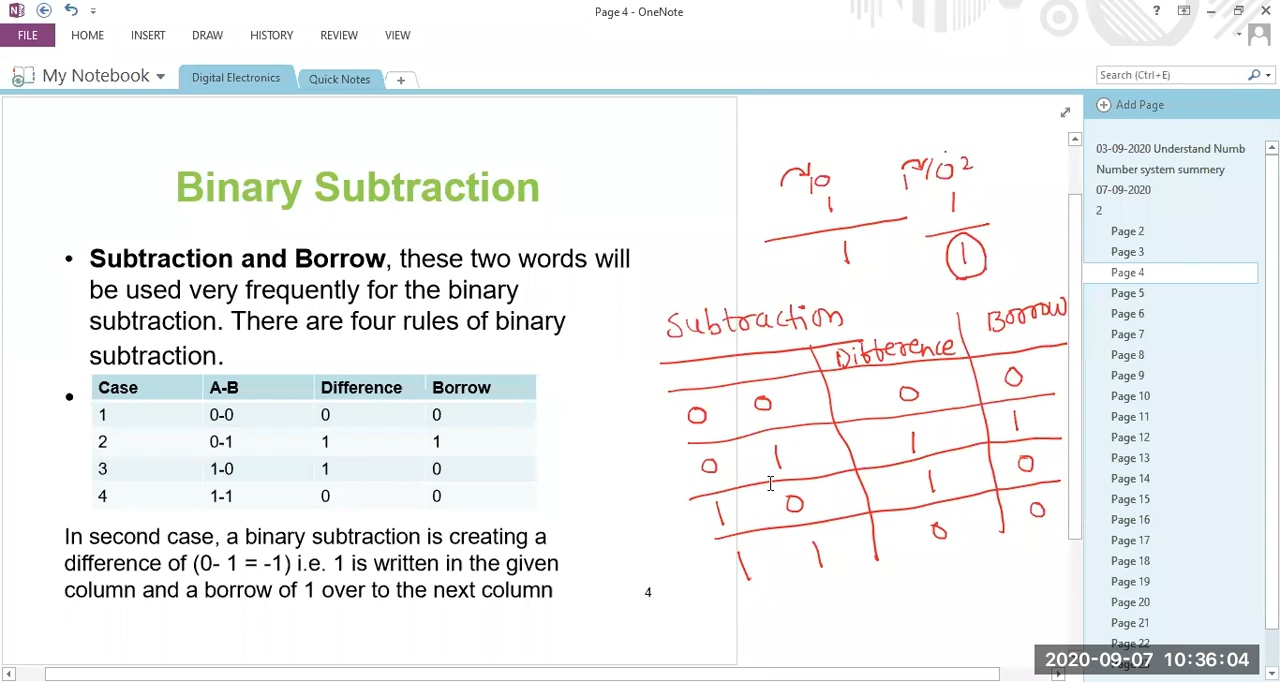 Page 4 - OneNote
?
FILE HOME INSERT DRAW HISTORY REVIEW VIEW
My Notebook Digital Electronics Quick Notes +
Search (Ctrl+E)
Add Page
Binary Subtraction
• Subtraction and Borrow, these two words will
be used very frequently for the binary
subtraction. There are four rules of binary
subtraction.
•
Case A-B Difference Borrow
1 0-0 0 0
2 0-1 1 1
3 1-0 1 0
4 1-1 0 0
In second case, a binary subtraction is creating a
difference of (0- 1 = -1) i.e. 1 is written in the given
column and a borrow of 1 over to the next column
4
10 10 2
1 1
1 1
Subtraction Borrow
Difference
0 0 0 0
0 1 1 1
1 0 1 0
1 1 0 0
03-09-2020 Understand Numb
Number system summery
07-09-2020
2
Page 2
Page 3
Page 4
Page 5
Page 6
Page 7
Page 8
Page 9
Page 10
Page 11
Page 12
Page 13
Page 14
Page 15
Page 16
Page 17
Page 18
Page 19
Page 20
Page 21
Page 22
2020-09-07 10:36:04